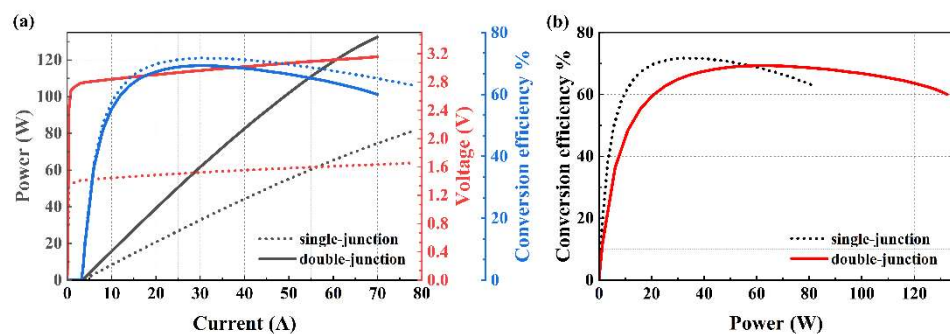 (a)
Power (W)
120
100
80
60
40
20
0
0 10 20 30 40 50 60 70 80
Current (A)
single-junction
double-junction
3.2
2.8
2.4
2.0
1.6
1.2
0.8
0.4
0.0
Voltage (V)
80
60
40
20
0
Conversion efficiency %
(b)
Conversion efficiency %
80
60
40
20
0
0 20 40 60 80 100 120
Power (W)
single-junction
double-junction